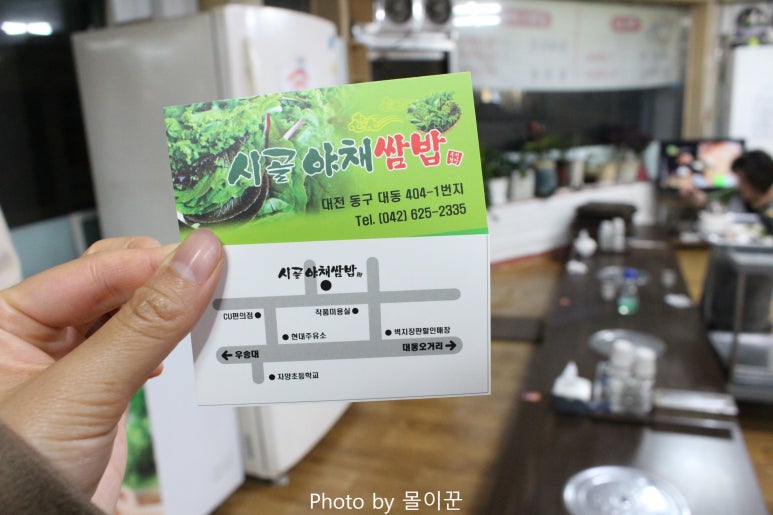 시골 야채쌈밥
대전 동구 대동 404-1번지
Tel. (042) 625-2335
시골 야채쌈밥
CU편의점
작품미용실
현대주유소
벽지장판할인매장
우송대
대동오거리
자양초등학교
Photo by 몰이꾼